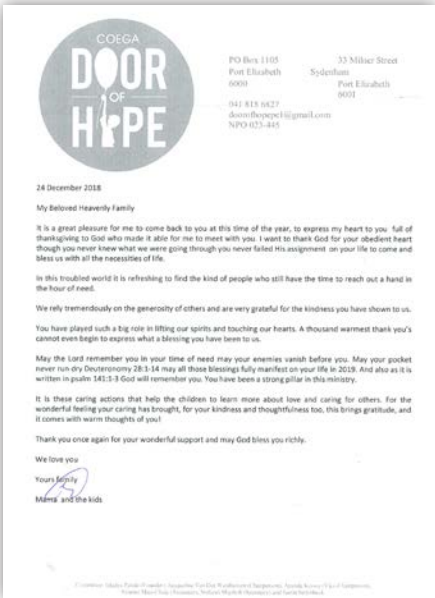 COEGA
DOOR
OF
HOPE
PO Box 1105
Port Elizabeth
6000
33 Milner Street
Sydenham
Port Elizabeth
6001
041 818 6827
NPO 023-445
24 December 2018
My Beloved Heavenly Family
It is a great pleasure for me to come back to you at this time of the year, to express my heart to you full of
thanksgiving to God who made it able for me to meet with you. I want to thank God for your obedient heart
though you never knew what we were going through you never failed His assignment on your life to come and
bless us with all the necessities of life.
In this troubled world it is refreshing to find the kind of people who still have the time to reach out a hand in
the hour of need.
We rely tremendously on the generosity of others and are very grateful for the kindness you have shown to us.
You have played such a big role in lifting our spirits and touching our hearts. A thousand warmest thank you's
cannot even begin to express what a blessing you have been to us.
May the Lord remember you in your time of need may your enemies vanish before you. May your pocket
never run dry Deuteronomy 28:1-14 may all those blessings fully manifest on your life in 2019. And also as it is
written in psalm 141:1-3 God will remember you. You have been a strong pillar in this ministry.
It is these caring actions that help the children to learn more about love and caring for others. For the
wonderful feeling your caring has brought, for your kindness and thoughtfulness too, this brings gratitude, and
it comes with warm thoughts of you!
Thank you once again for your wonderful support and may God bless you richly.
We love you
Yours family
Mama and the kids